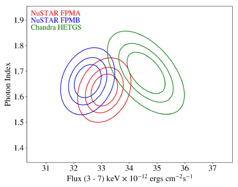 NuSTAR FPMA
NuSTAR FPMB
Chandra HETGS
1.9
1.8
1.7
1.6
1.5
1.4
Photon Index
31 32 33 34 35 36 37
Flux (3 - 7) keV × 10⁻¹² ergs cm⁻²s⁻¹